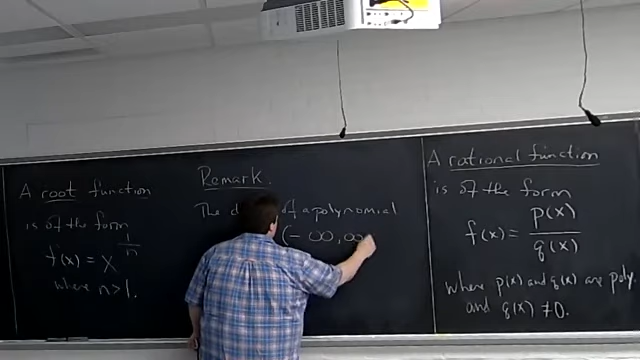 A root function
is of the form
f(x) = x^{1/n}
where n>1.
Remark.
The of a polynomial
(-∞,∞
A rational function
is of the form
f(x) = p(x)/q(x)
where p(x) and q(x) are poly.
and q(x) ≠ 0.